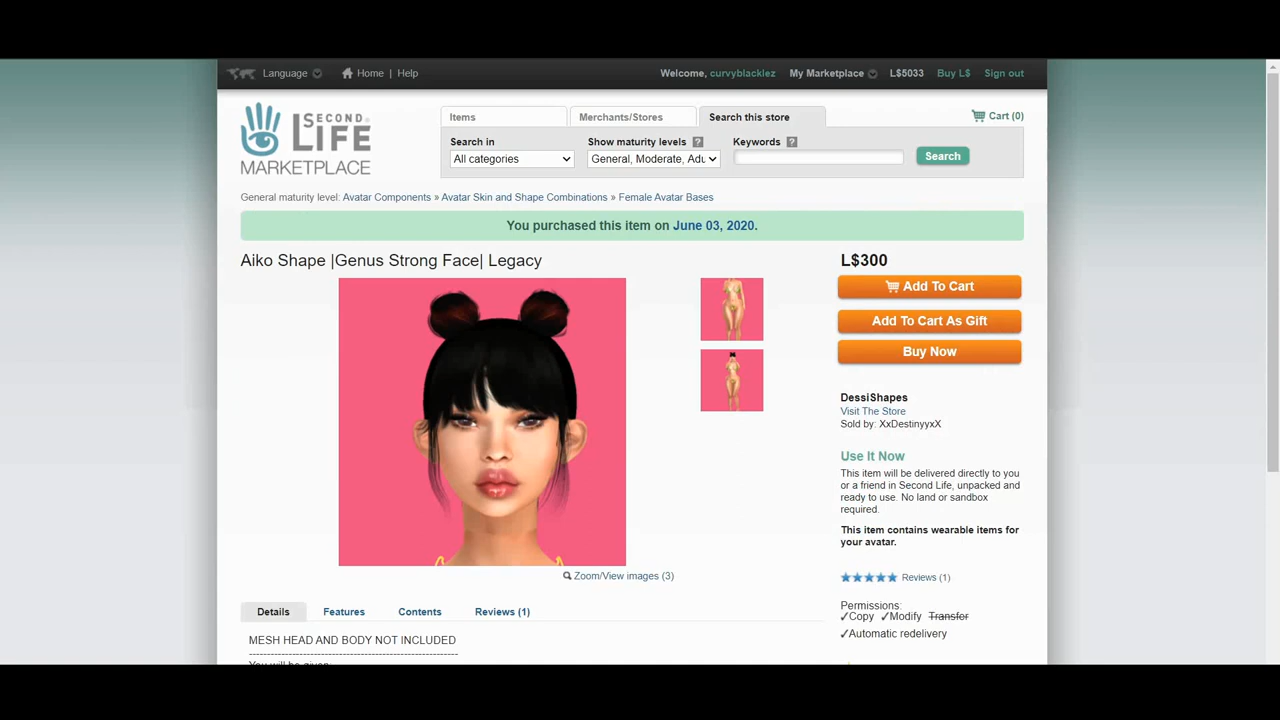 Language Home | Help Welcome, curvyblacklez My Marketplace L$5033 Buy L$ Sign out
SECOND LIFE MARKETPLACE
Items Merchants/Stores Search this store Cart (0)
Search in Show maturity levels ? Keywords ?
All categories General, Moderate, Adu Search
General maturity level: Avatar Components » Avatar Skin and Shape Combinations » Female Avatar Bases
You purchased this item on June 03, 2020.
Aiko Shape |Genus Strong Face| Legacy
L$300
Add To Cart
Add To Cart As Gift
Buy Now
DessiShapes
Visit The Store
Sold by: XxDestinyyxX
Use It Now
This item will be delivered directly to you
or a friend in Second Life, unpacked and
ready to use. No land or sandbox
required.
This item contains wearable items for
your avatar.
Reviews (1)
Permissions:
✓Copy ✓Modify Transfer
✓Automatic redelivery
Zoom/View images (3)
Details Features Contents Reviews (1)
MESH HEAD AND BODY NOT INCLUDED
----------------------------------------------------------
You will be given: